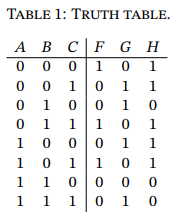 TABLE 1: TRUTH TABLE.
A B C F G H
0 0 0 1 0 1
0 0 1 0 1 1
0 1 0 0 1 0
0 1 1 1 0 1
1 0 0 0 0 1
1 0 1 1 0 1
1 1 0 0 0 0
1 1 1 0 1 0